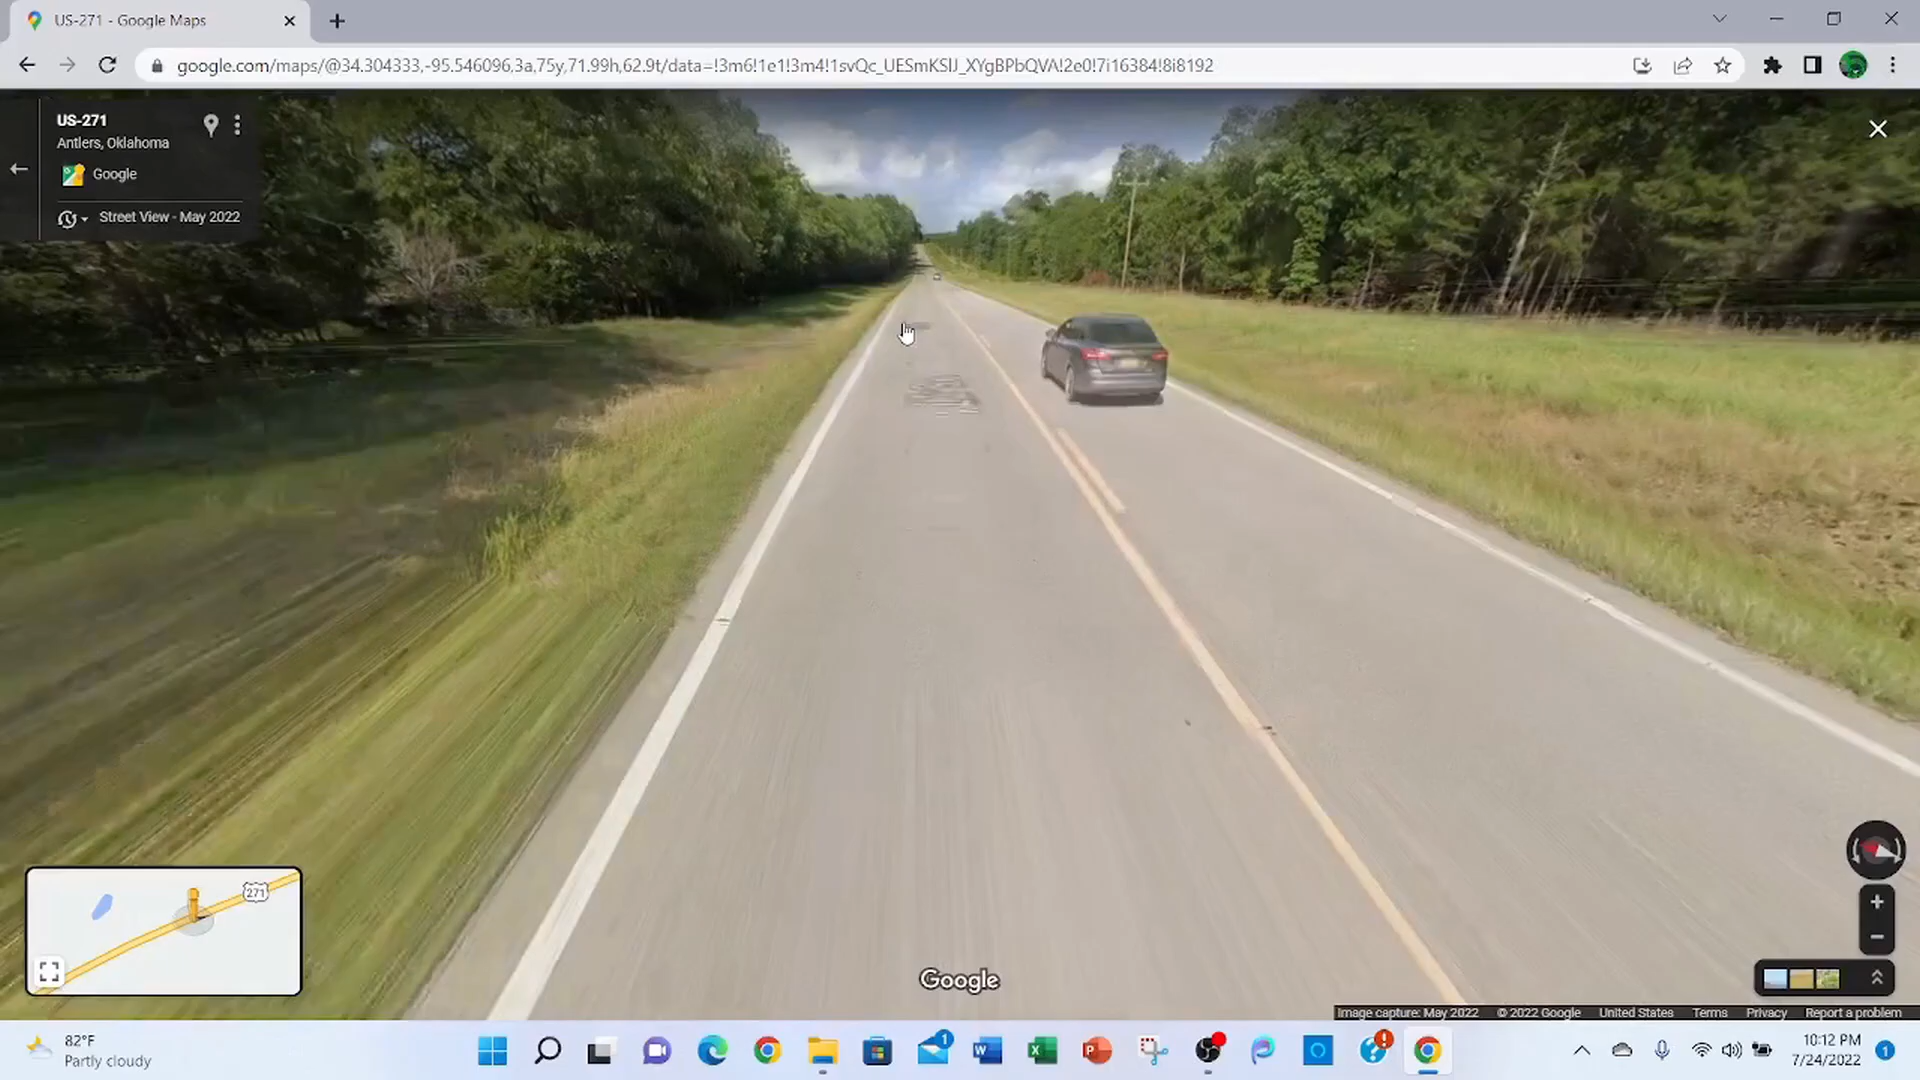 US-271 - Google Maps
google.com/maps/@34.304333,-95.546096,3a,75y,71.99h,62.9t/data=!3m6!1e1!3m4!1svQc_UESmKSlJ_XYgBPbQVA!2e0!7i16384!8i8192
US-271
Antlers, Oklahoma
Google
Street View - May 2022
271
Google
Image capture: May 2022 © 2022 Google United States Terms Privacy Report a problem
82°F
Partly cloudy
1
10:12 PM
7/24/2022
1